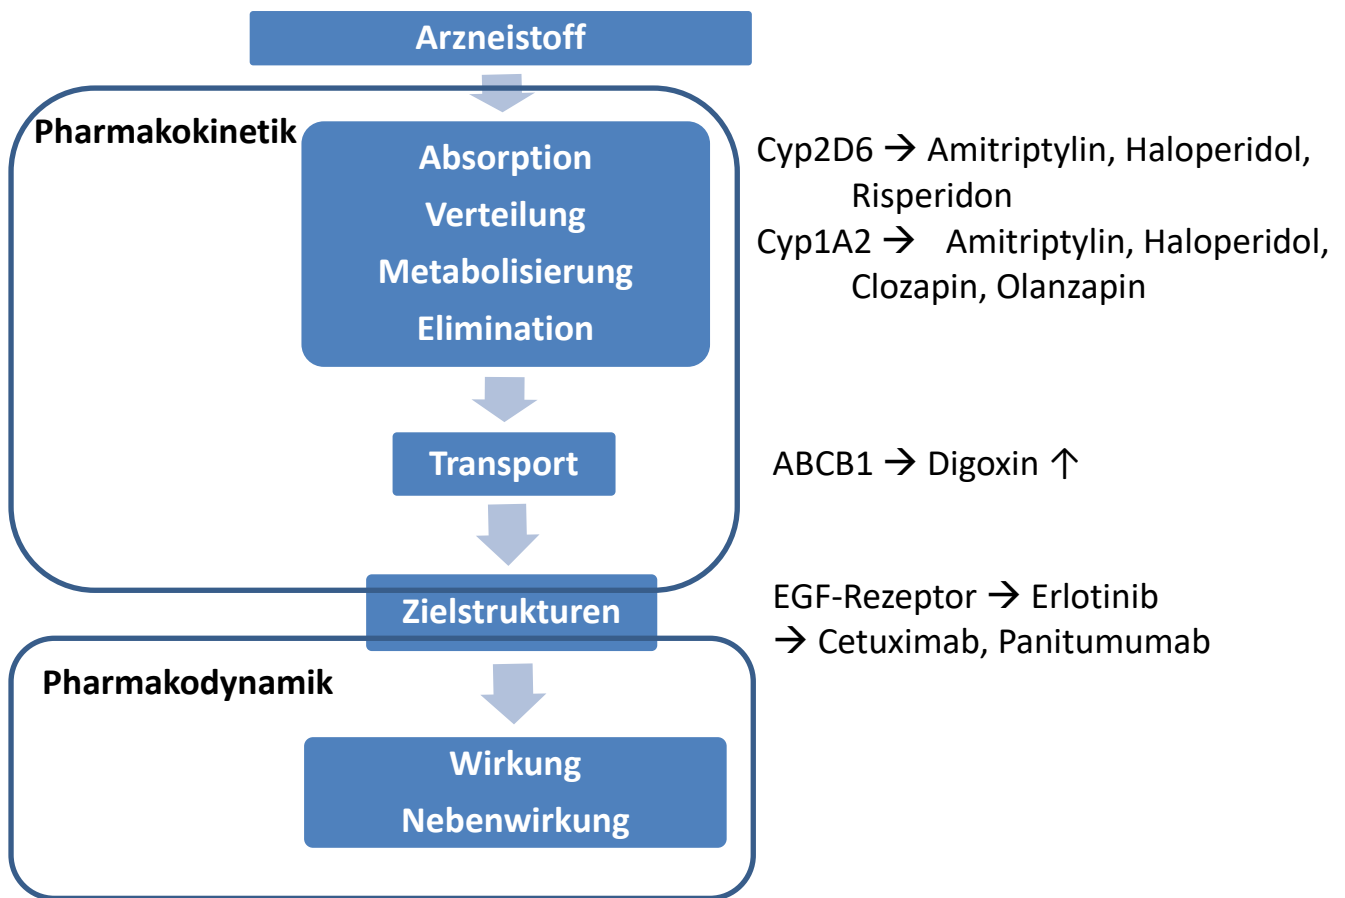 Arzneistoff
Pharmakokinetik
Absorption
Verteilung
Metabolisierung
Elimination
Cyp2D6 → Amitriptylin, Haloperidol,
Risperidon
Cyp1A2 → Amitriptylin, Haloperidol,
Clozapin, Olanzapin
Transport
ABCB1 → Digoxin ↑
Zielstrukturen
EGF-Rezeptor → Erlotinib
→ Cetuximab, Panitumumab
Pharmakodynamik
Wirkung
Nebenwirkung